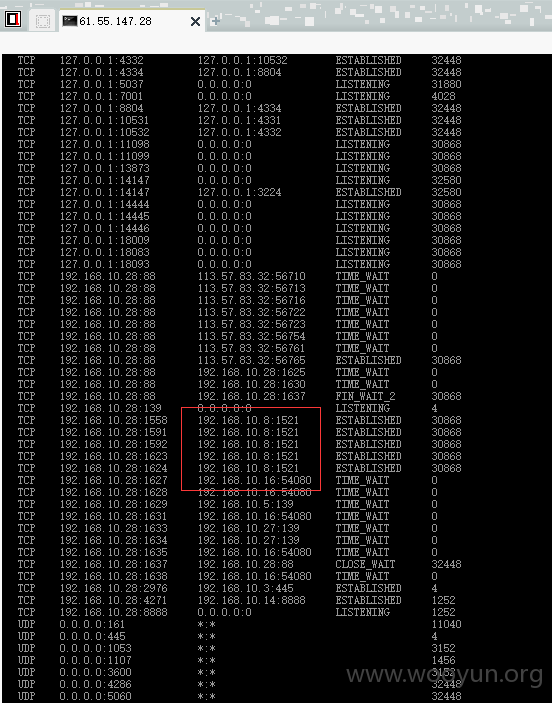 61.55.147.28
TCP 127.0.0.1:4332 127.0.0.1:10532 ESTABLISHED 32448
TCP 127.0.0.1:4334 127.0.0.1:8804 ESTABLISHED 32448
TCP 127.0.0.1:5037 0.0.0.0:0 LISTENING 31880
TCP 127.0.0.1:7001 0.0.0.0:0 LISTENING 4028
TCP 127.0.0.1:8804 127.0.0.1:4334 ESTABLISHED 32448
TCP 127.0.0.1:10531 127.0.0.1:4331 ESTABLISHED 32448
TCP 127.0.0.1:10532 127.0.0.1:4332 ESTABLISHED 32448
TCP 127.0.0.1:11098 0.0.0.0:0 LISTENING 30868
TCP 127.0.0.1:11099 0.0.0.0:0 LISTENING 30868
TCP 127.0.0.1:13873 0.0.0.0:0 LISTENING 30868
TCP 127.0.0.1:14147 0.0.0.0:0 LISTENING 32580
TCP 127.0.0.1:14147 127.0.0.1:3224 ESTABLISHED 32580
TCP 127.0.0.1:14444 0.0.0.0:0 LISTENING 30868
TCP 127.0.0.1:14445 0.0.0.0:0 LISTENING 30868
TCP 127.0.0.1:14446 0.0.0.0:0 LISTENING 30868
TCP 127.0.0.1:18009 0.0.0.0:0 LISTENING 30868
TCP 127.0.0.1:18083 0.0.0.0:0 LISTENING 30868
TCP 127.0.0.1:18093 0.0.0.0:0 LISTENING 30868
TCP 192.168.10.28:88 113.57.83.32:56710 TIME_WAIT 0
TCP 192.168.10.28:88 113.57.83.32:56713 TIME_WAIT 0
TCP 192.168.10.28:88 113.57.83.32:56716 TIME_WAIT 0
TCP 192.168.10.28:88 113.57.83.32:56722 TIME_WAIT 0
TCP 192.168.10.28:88 113.57.83.32:56723 TIME_WAIT 0
TCP 192.168.10.28:88 113.57.83.32:56754 TIME_WAIT 0
TCP 192.168.10.28:88 113.57.83.32:56761 TIME_WAIT 0
TCP 192.168.10.28:88 113.57.83.32:56765 ESTABLISHED 30868
TCP 192.168.10.28:88 192.168.10.28:1625 TIME_WAIT 0
TCP 192.168.10.28:88 192.168.10.28:1630 TIME_WAIT 0
TCP 192.168.10.28:88 192.168.10.28:1637 FIN_WAIT_2 30868
TCP 192.168.10.28:139 0.0.0.0:0 LISTENING 4
TCP 192.168.10.28:1558 192.168.10.8:1521 ESTABLISHED 30868
TCP 192.168.10.28:1591 192.168.10.8:1521 ESTABLISHED 30868
TCP 192.168.10.28:1592 192.168.10.8:1521 ESTABLISHED 30868
TCP 192.168.10.28:1623 192.168.10.8:1521 ESTABLISHED 30868
TCP 192.168.10.28:1624 192.168.10.8:1521 ESTABLISHED 30868
TCP 192.168.10.28:1627 192.168.10.16:54080 TIME_WAIT 0
TCP 192.168.10.28:1628 192.168.10.16:54080 TIME_WAIT 0
TCP 192.168.10.28:1629 192.168.10.5:139 TIME_WAIT 0
TCP 192.168.10.28:1631 192.168.10.16:54080 TIME_WAIT 0
TCP 192.168.10.28:1633 192.168.10.27:139 TIME_WAIT 0
TCP 192.168.10.28:1634 192.168.10.27:139 TIME_WAIT 0
TCP 192.168.10.28:1635 192.168.10.16:54080 TIME_WAIT 0
TCP 192.168.10.28:1637 192.168.10.28:88 CLOSE_WAIT 32448
TCP 192.168.10.28:1638 192.168.10.16:54080 TIME_WAIT 0
TCP 192.168.10.28:2976 192.168.10.3:445 ESTABLISHED 4
TCP 192.168.10.28:4271 192.168.10.14:8888 ESTABLISHED 1252
TCP 192.168.10.28:8888 0.0.0.0:0 LISTENING 1252
UDP 0.0.0.0:161 *:* 11040
UDP 0.0.0.0:445 *:* 4
UDP 0.0.0.0:1053 *:* 3152
UDP 0.0.0.0:1107 *:* 1456
UDP 0.0.0.0:3600 *:* 3152
UDP 0.0.0.0:4286 *:* 32448
UDP 0.0.0.0:5060 *:* 32448
www.wooyun.org